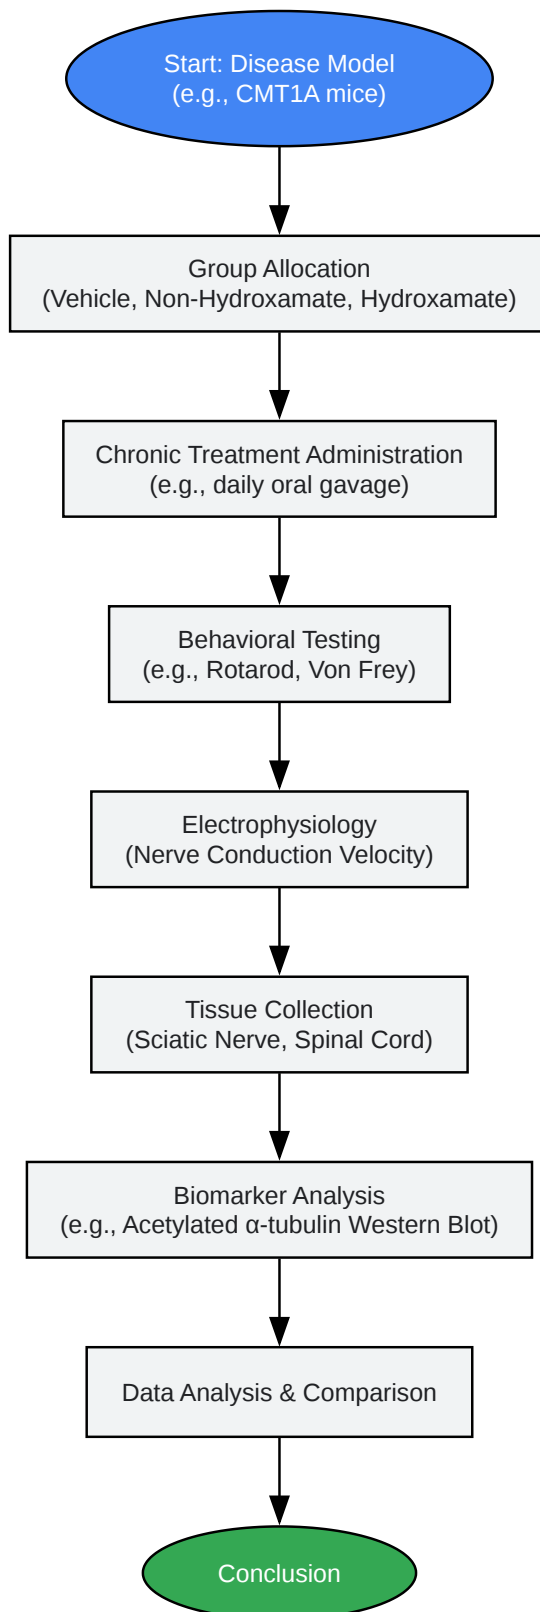 Start: Disease Model
(e.g., CMT1A mice)
Group Allocation
(Vehicle, Non-Hydroxamate, Hydroxamate)
Chronic Treatment Administration
(e.g., daily oral gavage)
Behavioral Testing
(e.g., Rotarod, Von Frey)
Electrophysiology
(Nerve Conduction Velocity)
Tissue Collection
(Sciatic Nerve, Spinal Cord)
Biomarker Analysis
(e.g., Acetylated α-tubulin Western Blot)
Data Analysis & Comparison
Conclusion